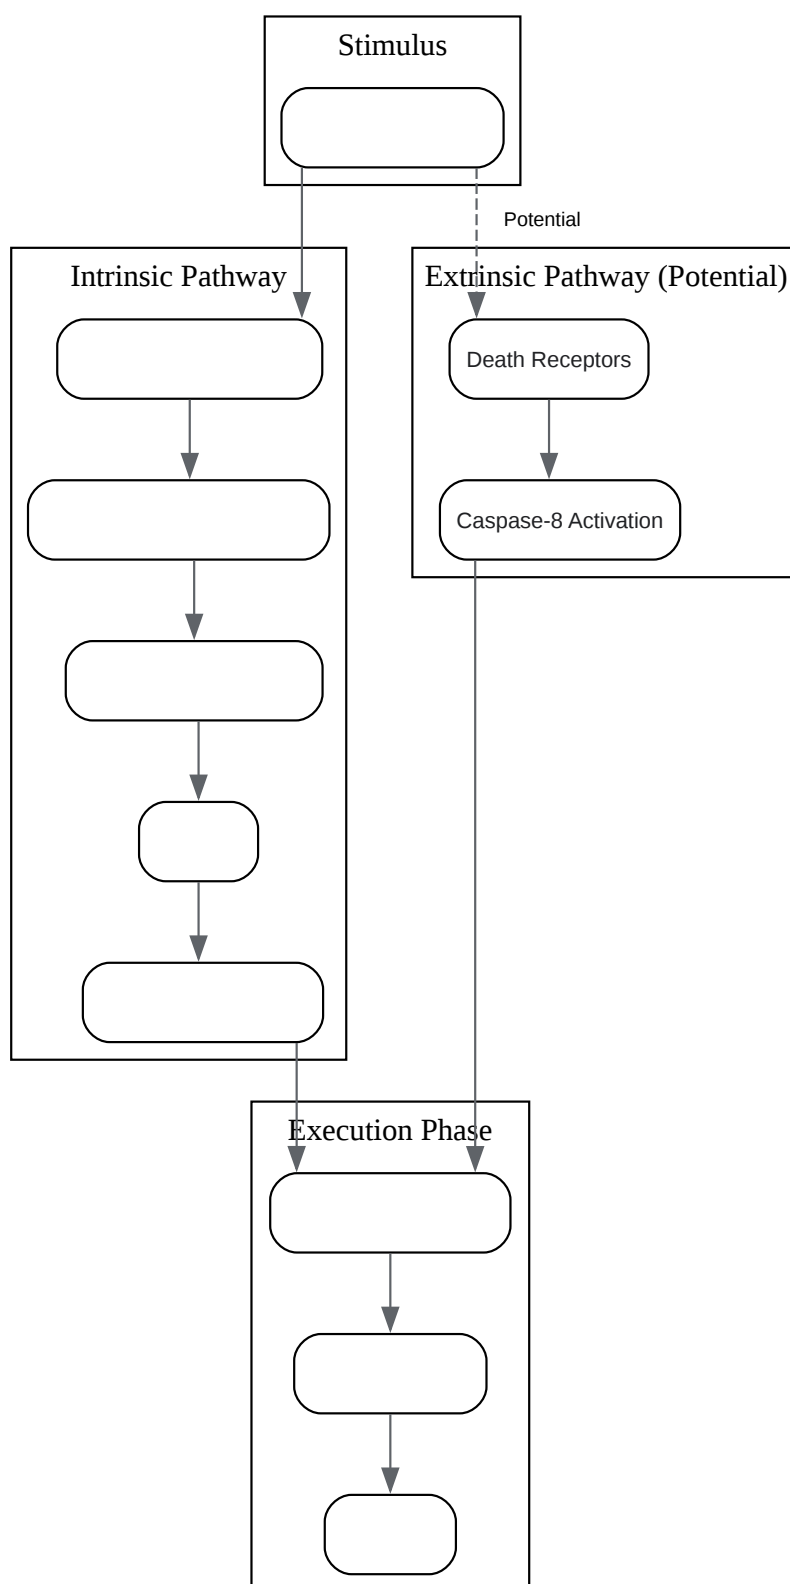 Stimulus
Potential
Intrinsic Pathway
Extrinsic Pathway (Potential)
Death Receptors
Caspase-8 Activation
Execution Phase